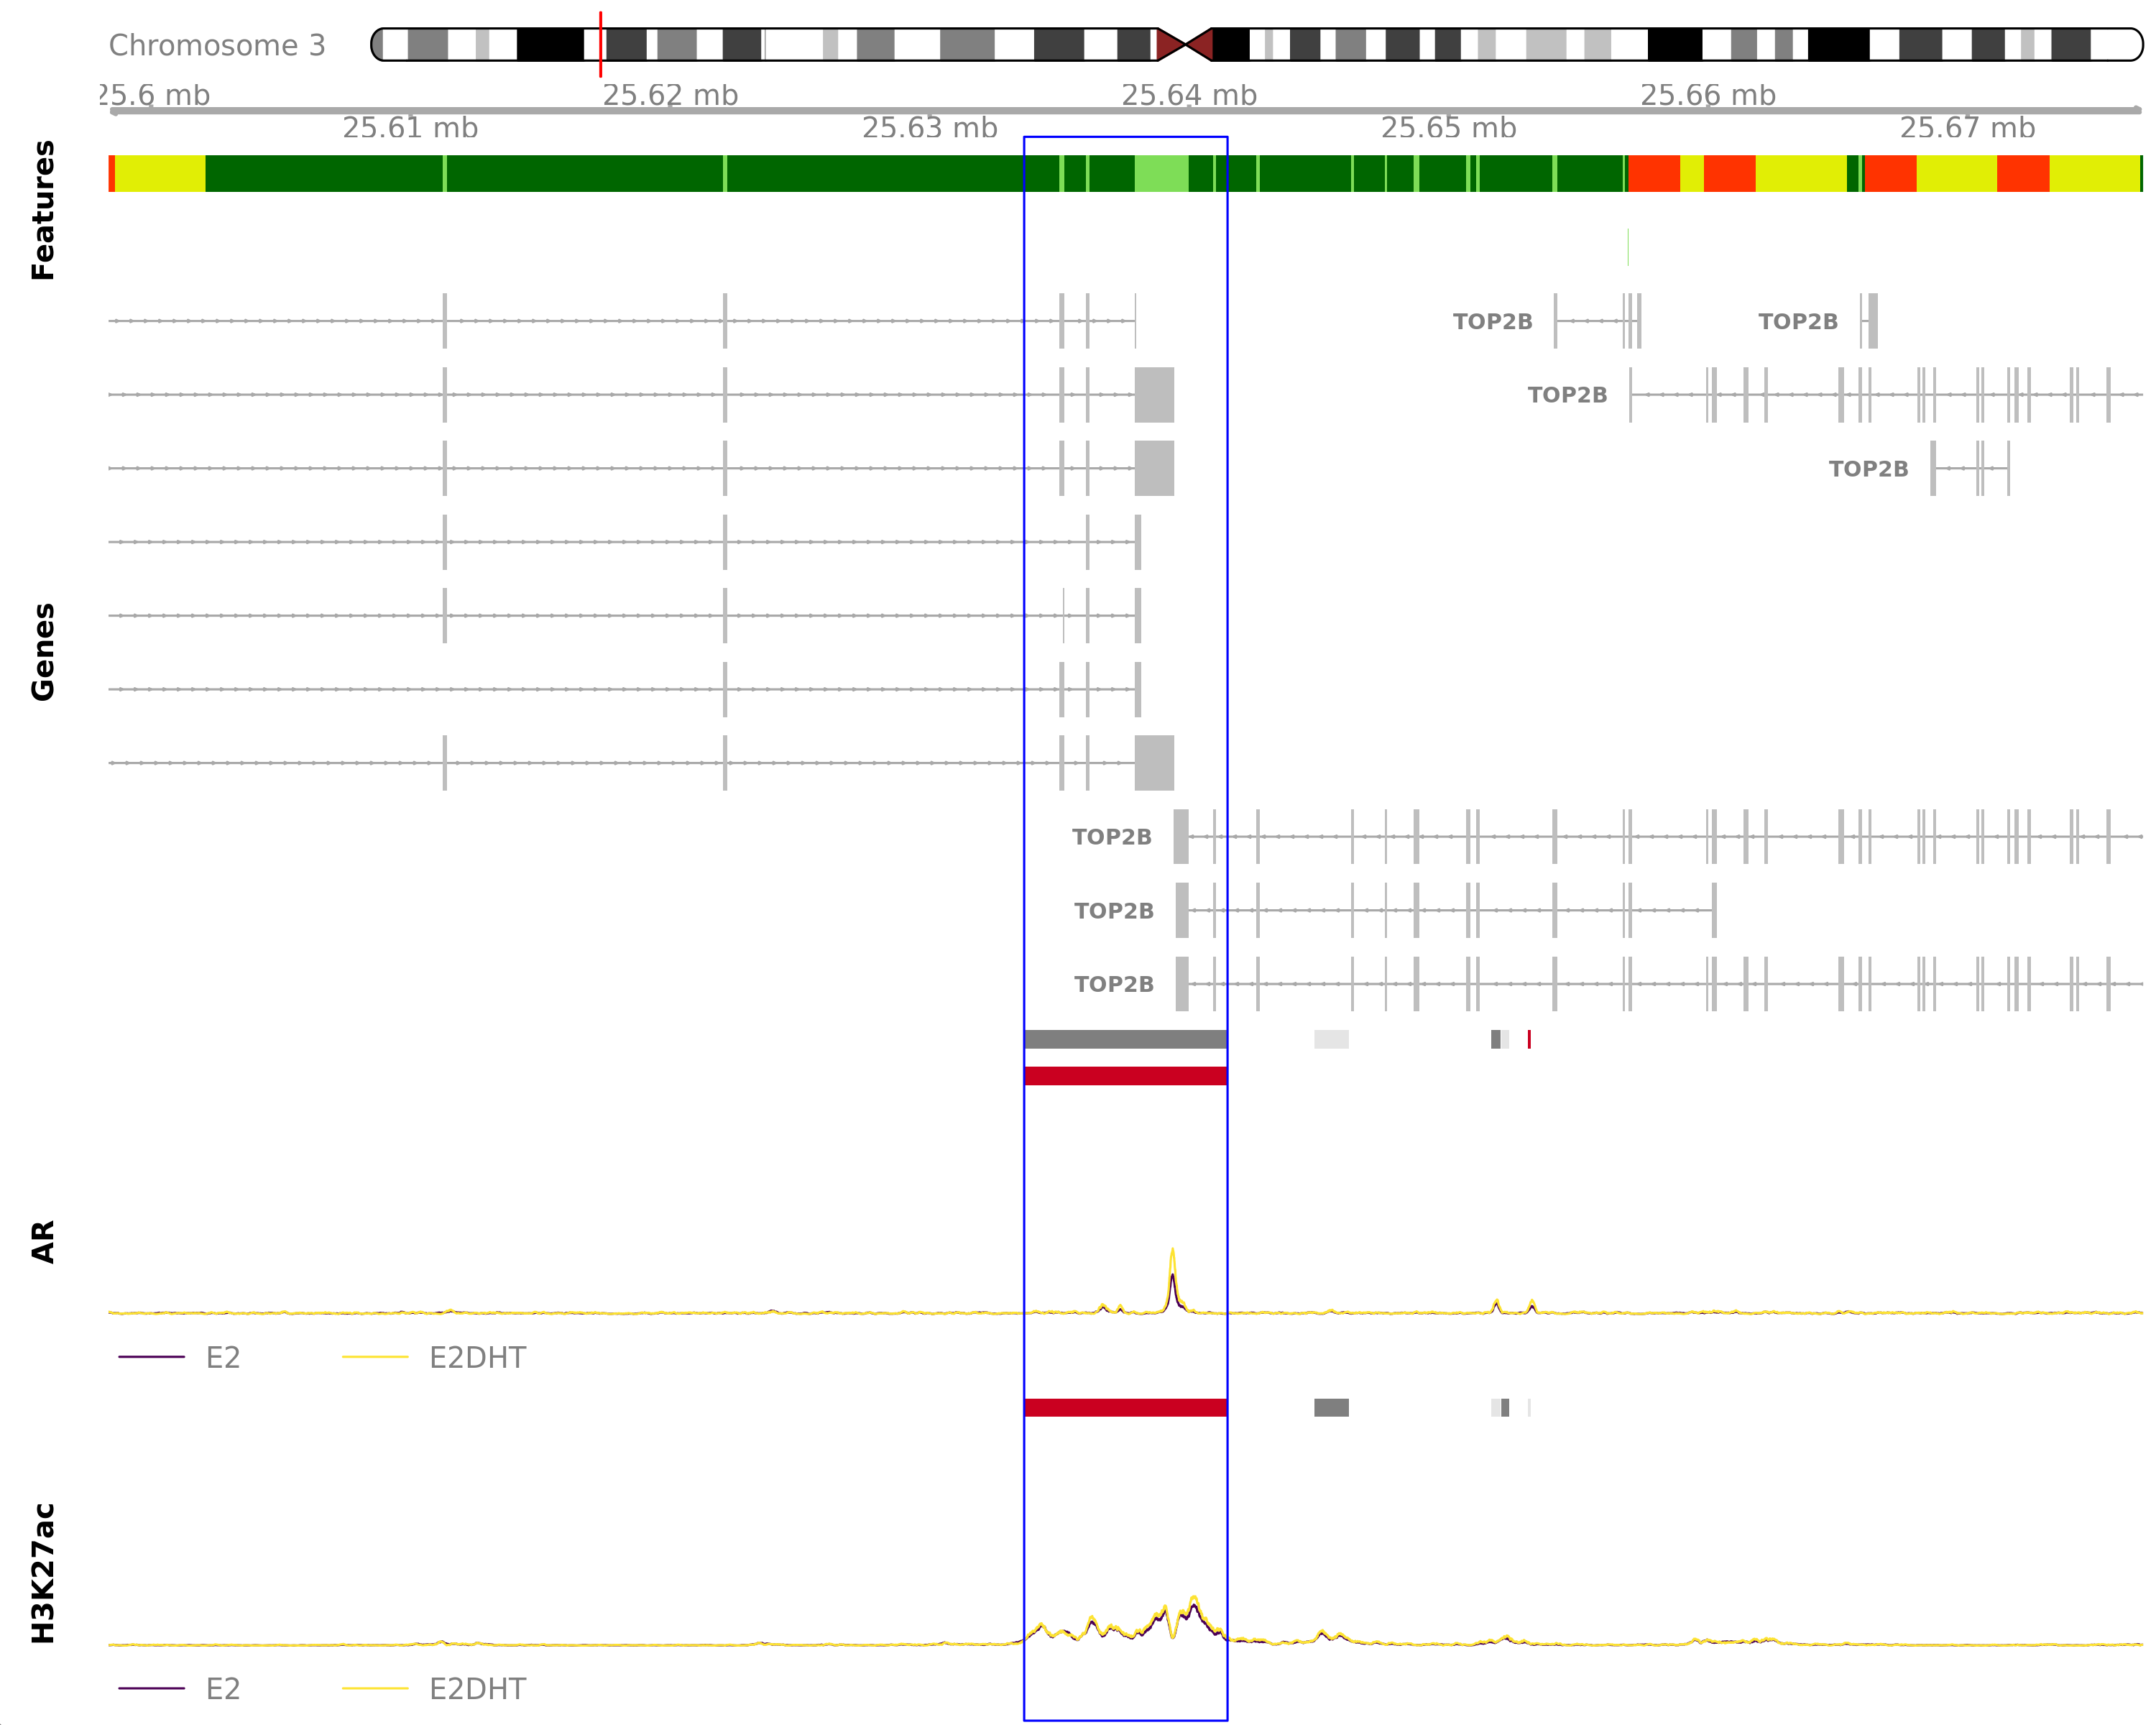 Chromosome 3
25.6 mb 25.62 mb 25.64 mb 25.66 mb
25.61 mb 25.63 mb 25.65 mb 25.67 mb
Features
TOP2B TOP2B
TOP2B
TOP2B
Genes
TOP2B
TOP2B
TOP2B
AR
E2 E2DHT
H3K27ac
E2 E2DHT